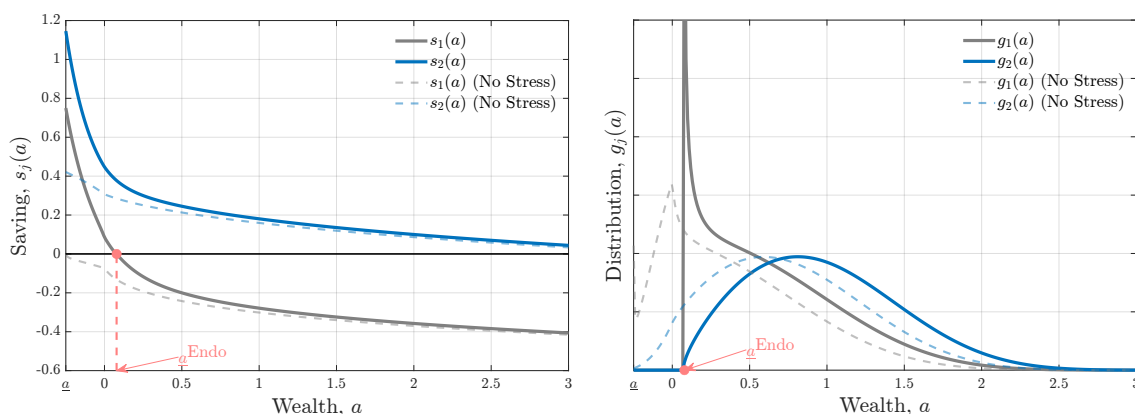 1.2
1
0.8
0.6
0.4
0.2
0
-0.2
-0.4
-0.6
Saving, s_j(a)
s_1(a)
s_2(a)
s_1(a) (No Stress)
s_2(a) (No Stress)
a̲^Endo
a̲ 0 0.5 1 1.5 2 2.5 3
Wealth, a
Distribution, g_j(a)
g_1(a)
g_2(a)
g_1(a) (No Stress)
g_2(a) (No Stress)
a̲^Endo
a̲ 0 0.5 1 1.5 2 2.5 3
Wealth, a